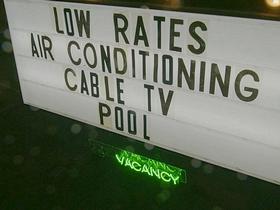 LOW RATES
AIR CONDITIONING
CABLE TV
POOL
VACANCY